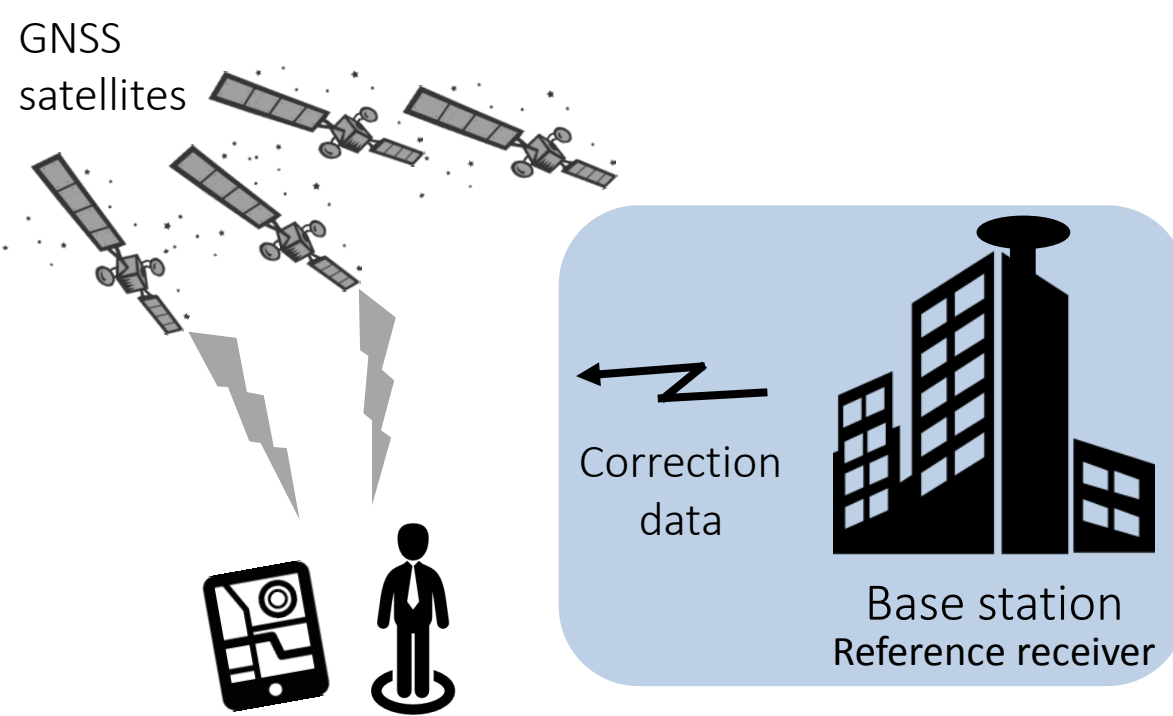 GNSS
satellites
Correction
data
Base station
Reference receiver